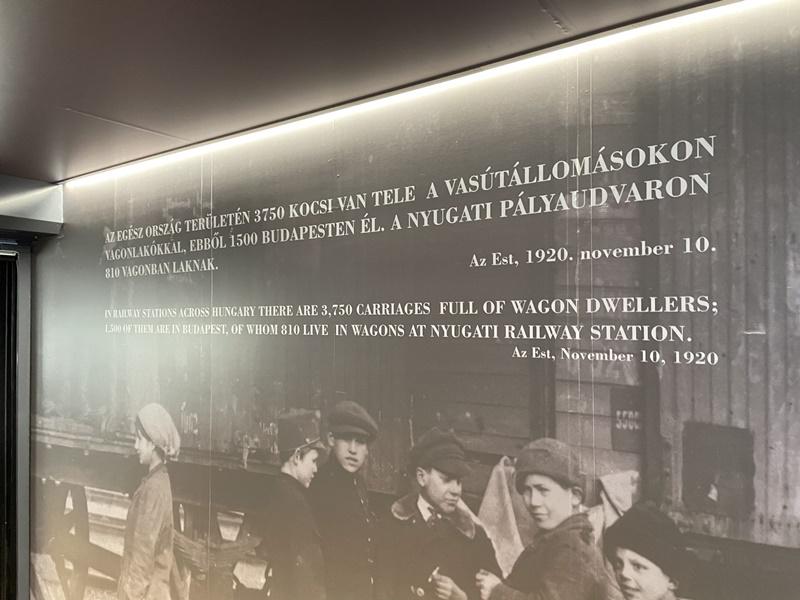 AZ EGÉSZ ORSZÁG TERÜLETÉN 3750 KOCSI VAN TELE A VASÚTÁLLOMÁSOKON
VAGONLAKÓKKAL, EBBŐL 1500 BUDAPESTEN ÉL. A NYUGATI PÁLYAUDVARON
810 VAGONBAN LAKNAK.
Az Est, 1920. november 10.
IN RAILWAY STATIONS ACROSS HUNGARY THERE ARE 3,750 CARRIAGES FULL OF WAGON DWELLERS;
1,500 OF THEM ARE IN BUDAPEST, OF WHOM 810 LIVE IN WAGONS AT NYUGATI RAILWAY STATION.
Az Est, November 10, 1920